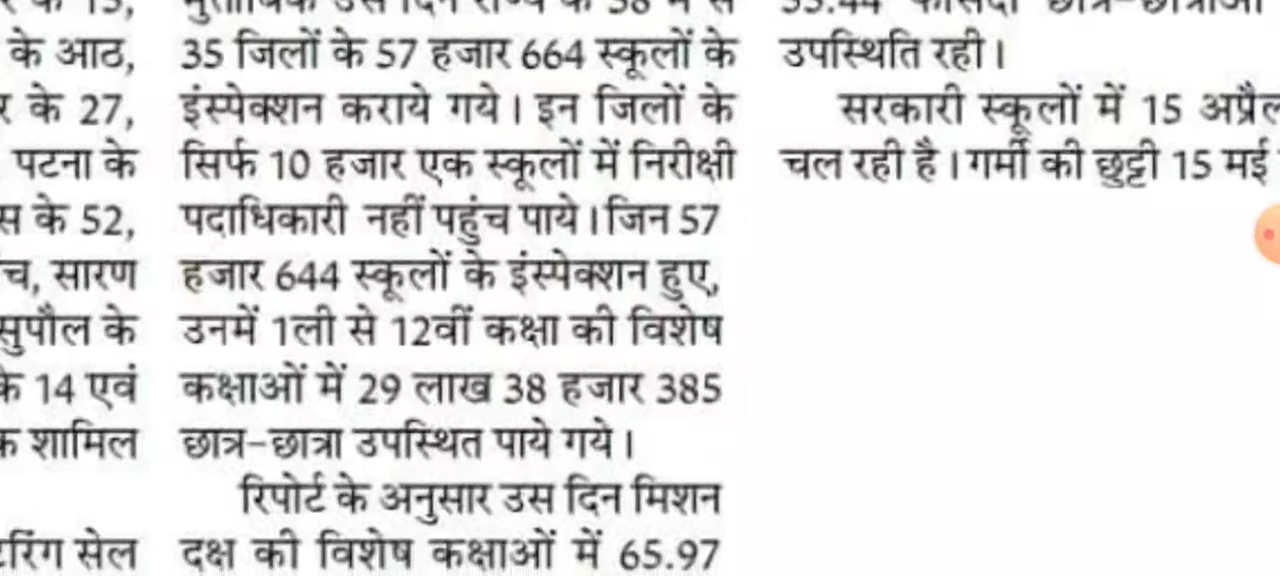 के आठ,
के 27,
पटना के
के 52,
सारण
सुपौल के
14 एवं
शामिल
सेल
35 जिलों के 57 हजार 664 स्कूलों के
इंस्पेक्शन कराये गये। इन जिलों के
सिर्फ 10 हजार एक स्कूलों में निरीक्षी
पदाधिकारी नहीं पहुंच पाये। जिन 57
हजार 644 स्कूलों के इंस्पेक्शन हुए,
उनमें 1ली से 12वीं कक्षा की विशेष
कक्षाओं में 29 लाख 38 हजार 385
छात्र-छात्रा उपस्थित पाये गये।
रिपोर्ट के अनुसार उस दिन मिशन
दक्ष की विशेष कक्षाओं में 65.97
उपस्थिति रही।
सरकारी स्कूलों में 15 अप्रैल
चल रही है। गर्मी की छुट्टी 15 मई